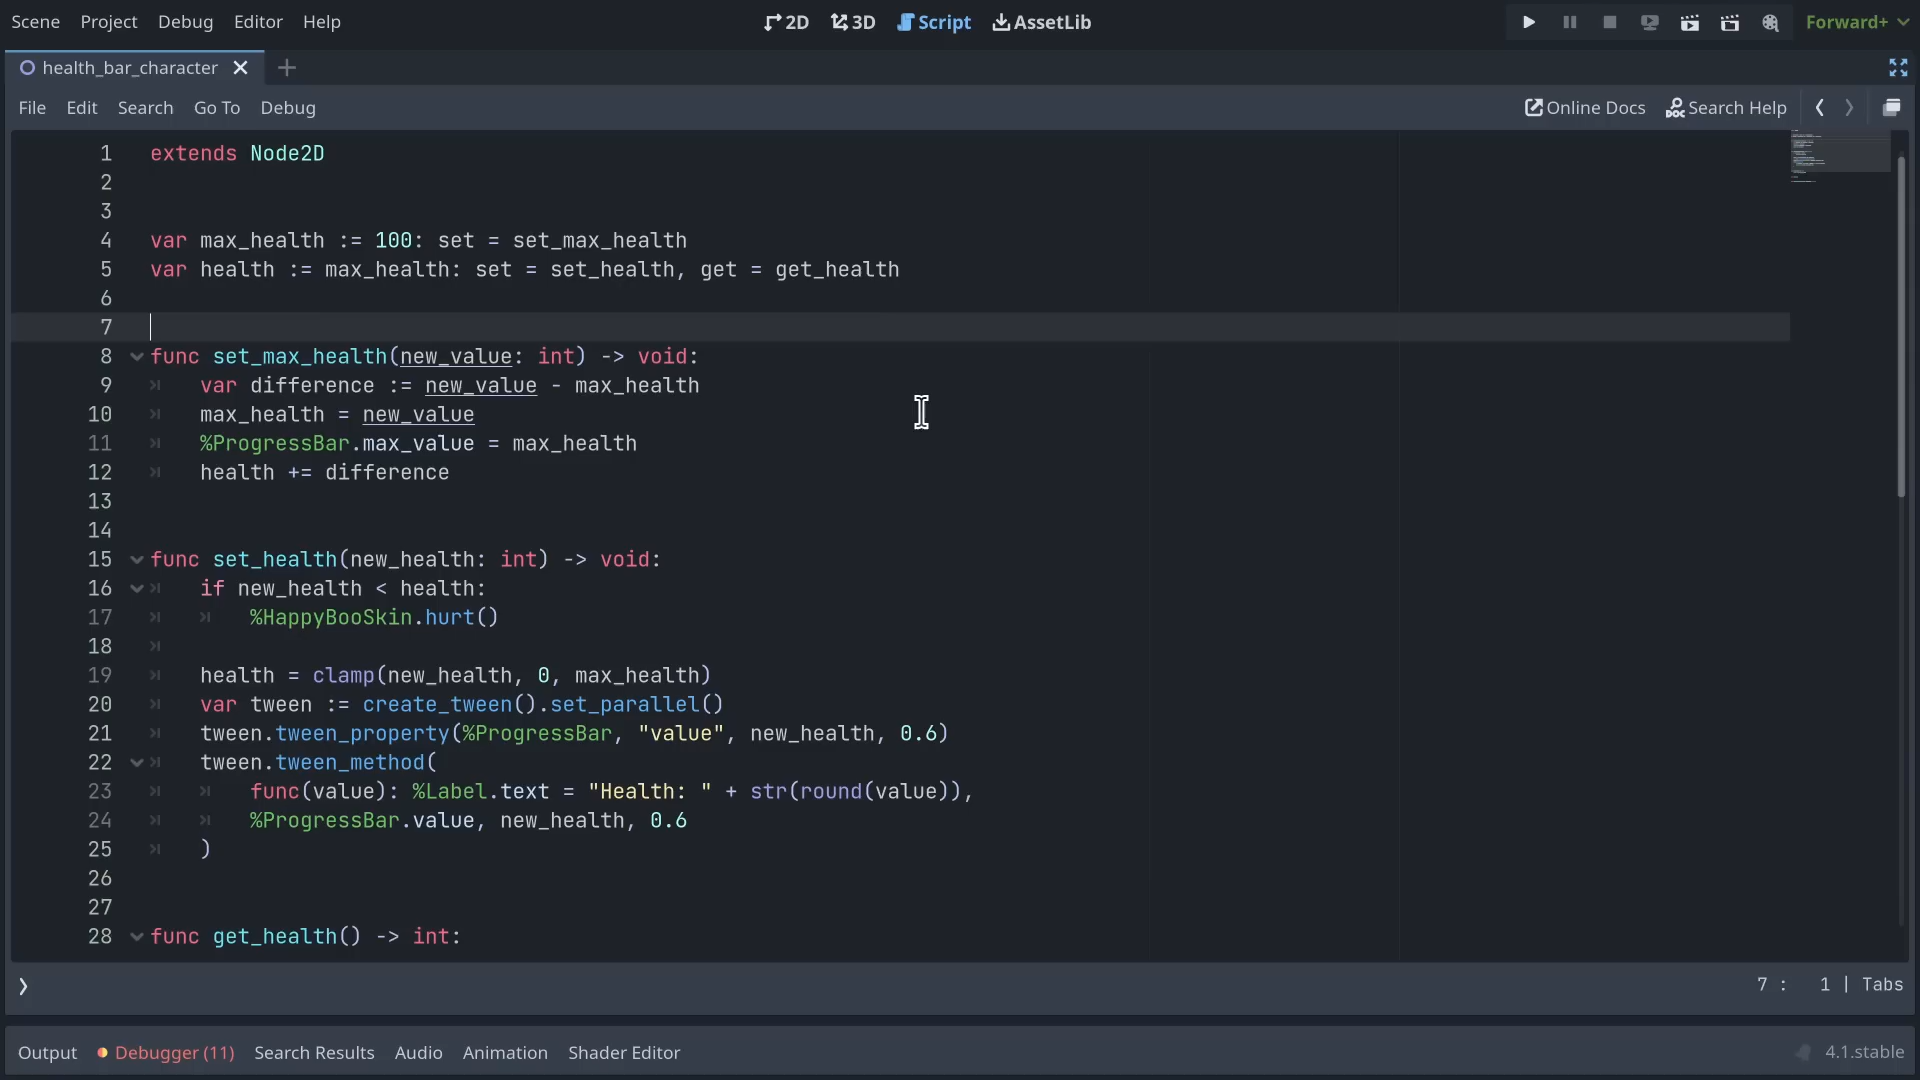 Scene Project Debug Editor Help 2D 3D Script AssetLib Forward+
health_bar_character
File Edit Search Go To Debug Online Docs Search Help
1 extends Node2D
2
3
4 var max_health := 100: set = set_max_health
5 var health := max_health: set = set_health, get = get_health
6
7
8 func set_max_health(new_value: int) -> void:
9 var difference := new_value - max_health
10 max_health = new_value
11 %ProgressBar.max_value = max_health
12 health += difference
13
14
15 func set_health(new_health: int) -> void:
16 if new_health < health:
17 %HappyBooSkin.hurt()
18
19 health = clamp(new_health, 0, max_health)
20 var tween := create_tween().set_parallel()
21 tween.tween_property(%ProgressBar, "value", new_health, 0.6)
22 tween.tween_method(
23 func(value): %Label.text = "Health: " + str(round(value)),
24 %ProgressBar.value, new_health, 0.6
25 )
26
27
28 func get_health() -> int:
7 : 1 | Tabs
Output Debugger (11) Search Results Audio Animation Shader Editor 4.1.stable